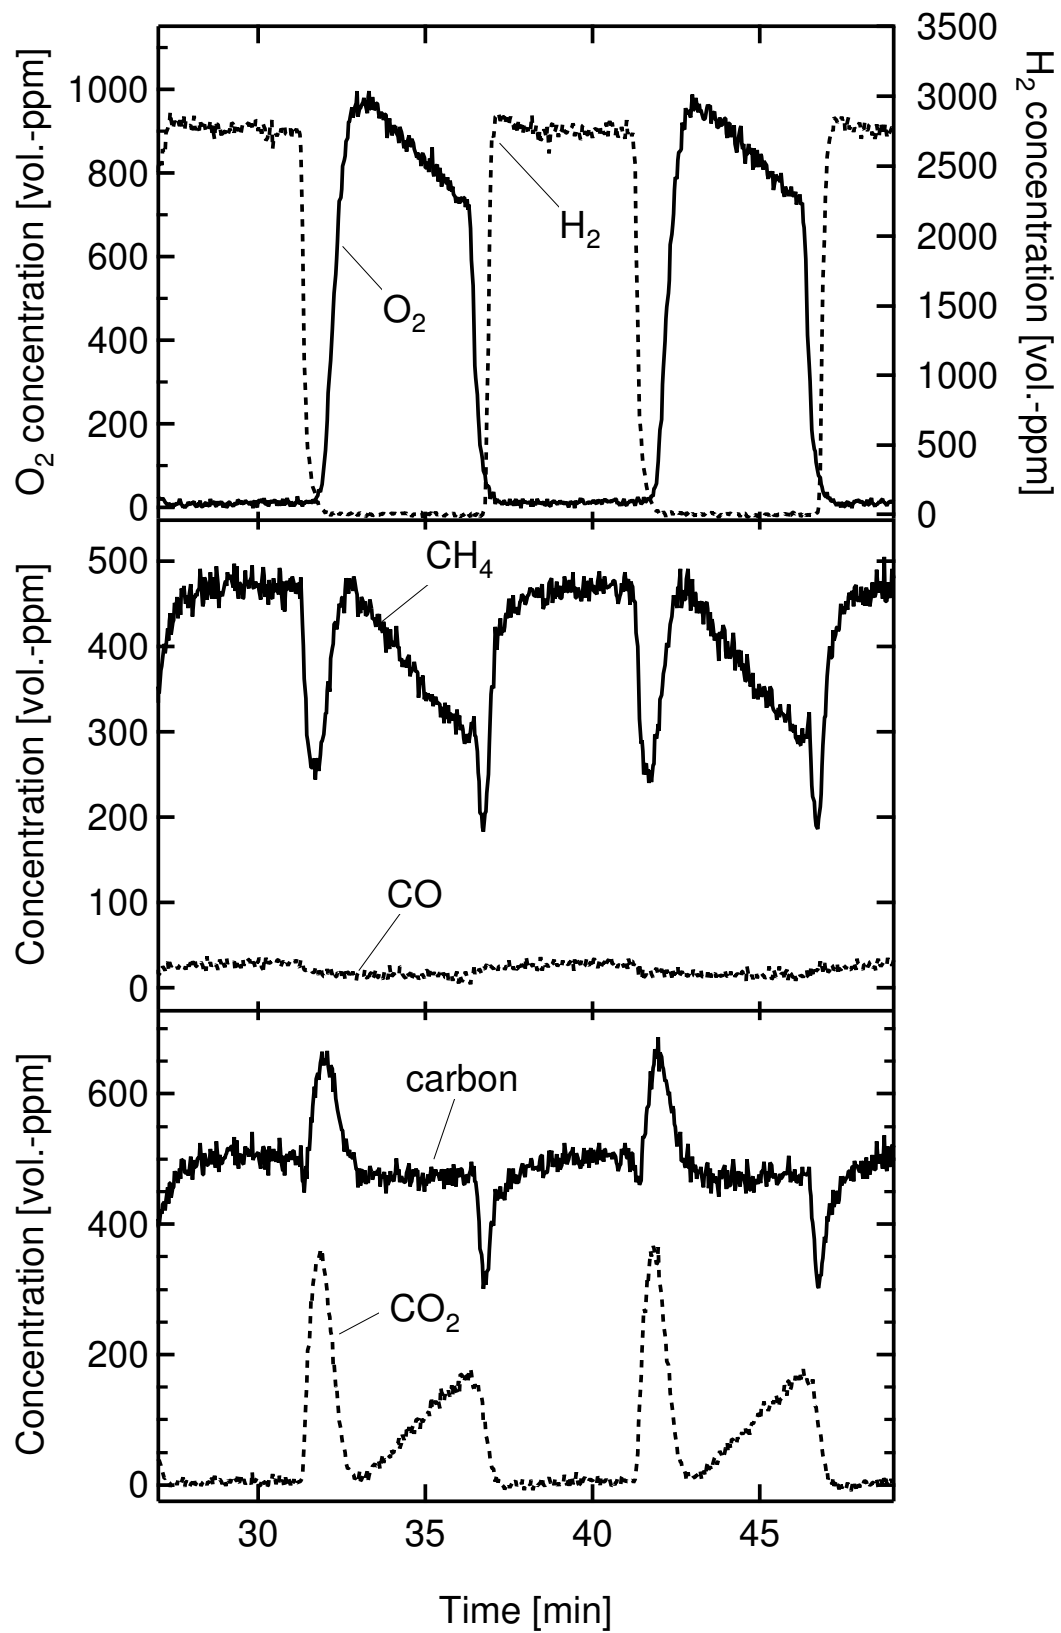 O2 concentration [vol.-ppm]
1000
800
600
400
200
0
H2
O2
3500
3000
2500
2000
1500
1000
500
0
H2 concentration [vol.-ppm]
Concentration [vol.-ppm]
500
400
300
200
100
0
CH4
CO
Concentration [vol.-ppm]
600
400
200
0
carbon
CO2
30 35 40 45
Time [min]